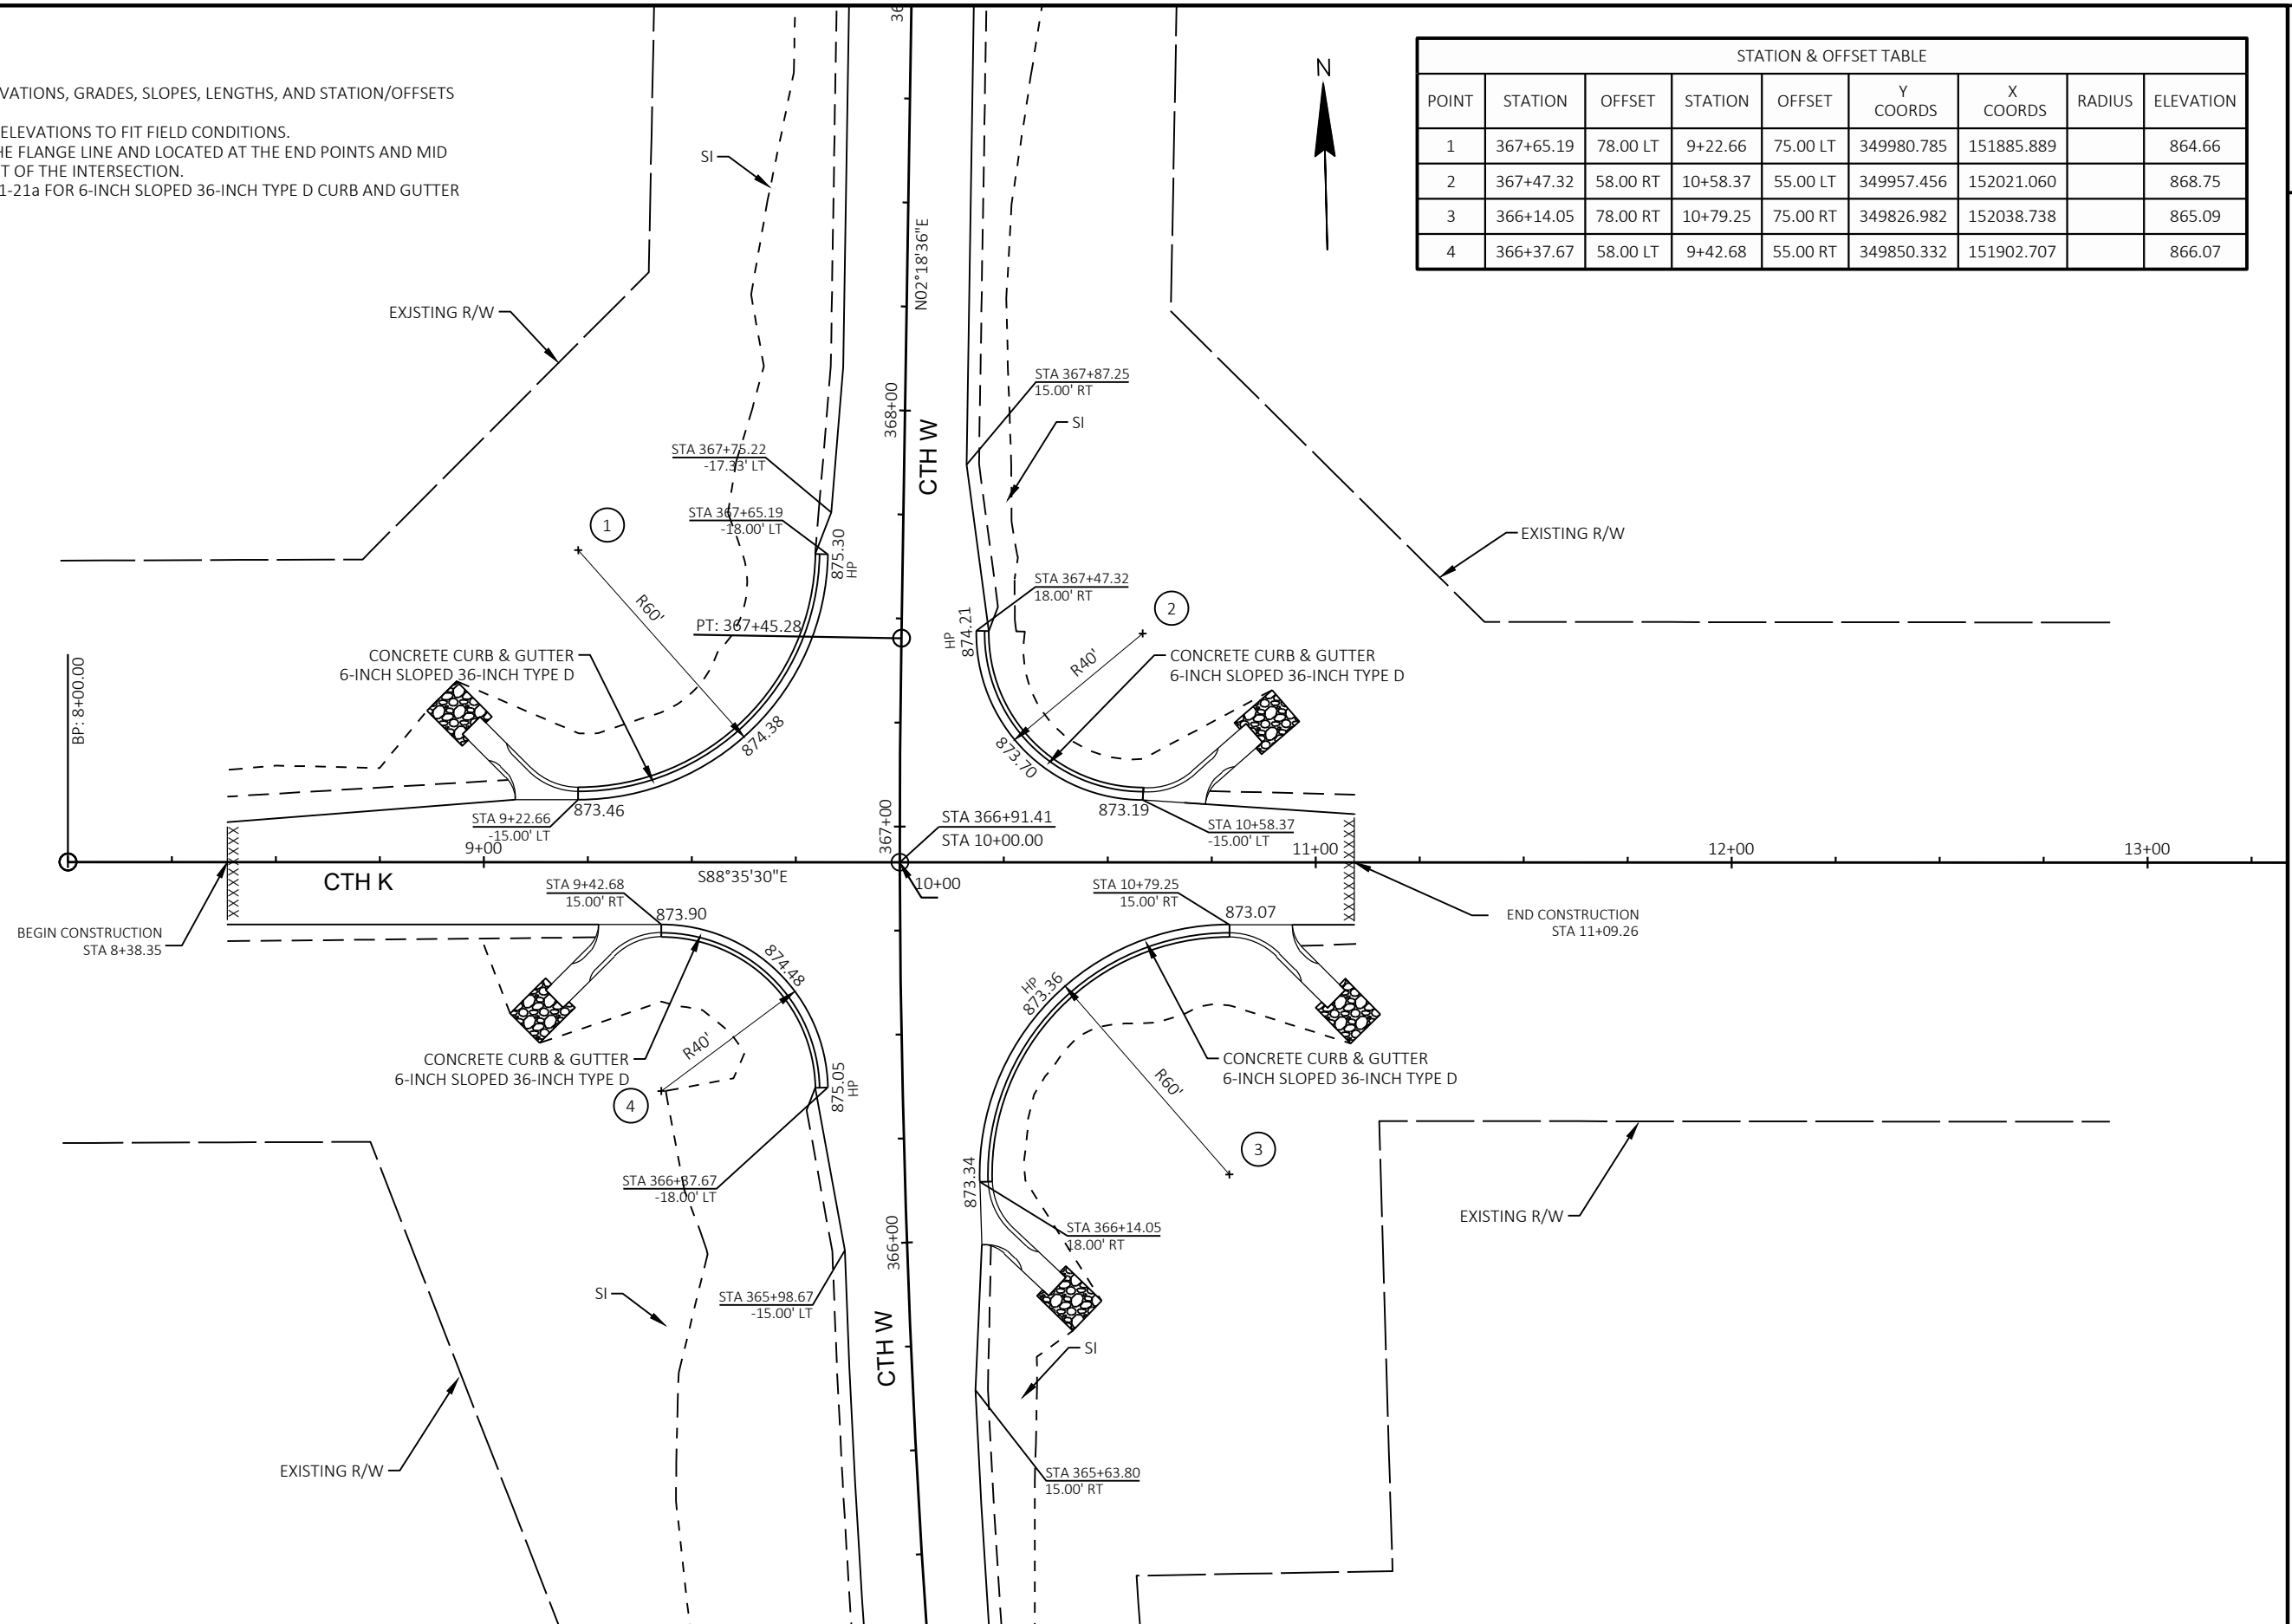 VATIONS, GRADES, SLOPES, LENGTHS, AND STATION/OFFSETS
ELEVATIONS TO FIT FIELD CONDITIONS.
HE FLANGE LINE AND LOCATED AT THE END POINTS AND MID
T OF THE INTERSECTION.
1-21a FOR 6-INCH SLOPED 36-INCH TYPE D CURB AND GUTTER
N
STATION & OFFSET TABLE
POINT STATION OFFSET STATION OFFSET Y COORDS X COORDS RADIUS ELEVATION
1 367+65.19 78.00 LT 9+22.66 75.00 LT 349980.785 151885.889 864.66
2 367+47.32 58.00 RT 10+58.37 55.00 LT 349957.456 152021.060 868.75
3 366+14.05 78.00 RT 10+79.25 75.00 RT 349826.982 152038.738 865.09
4 366+37.67 58.00 LT 9+42.68 55.00 RT 349850.332 151902.707 866.07
36
SI
N02°18'36"E
EXJSTING R/W
STA 367+87.25
15.00' RT
368+00
CTH W
SI
STA 367+75.22
-17.33' LT
STA 367+65.19
-18.00' LT
1
875.30
HP
EXISTING R/W
STA 367+47.32
18.00' RT
R60'
2
HP
874.21
PT: 367+45.28
R40'
CONCRETE CURB & GUTTER
6-INCH SLOPED 36-INCH TYPE D
CONCRETE CURB & GUTTER
6-INCH SLOPED 36-INCH TYPE D
BP: 8+00.00
874.38
873.70
873.46
873.19
STA 9+22.66
-15.00' LT
367+00
STA 366+91.41
STA 10+00.00
STA 10+58.37
-15.00' LT
9+00
11+00
12+00
13+00
CTH K
S88°35'30"E
10+00
STA 9+42.68
15.00' RT
STA 10+79.25
15.00' RT
873.90
873.07
BEGIN CONSTRUCTION
STA 8+38.35
END CONSTRUCTION
STA 11+09.26
874.48
HP
873.36
R40'
CONCRETE CURB & GUTTER
6-INCH SLOPED 36-INCH TYPE D
CONCRETE CURB & GUTTER
6-INCH SLOPED 36-INCH TYPE D
R60'
4
875.05
HP
3
STA 366+37.67
-18.00' LT
873.34
STA 366+14.05
18.00' RT
EXISTING R/W
366+00
SI
STA 365+98.67
-15.00' LT
CTH W
SI
EXISTING R/W
STA 365+63.80
15.00' RT